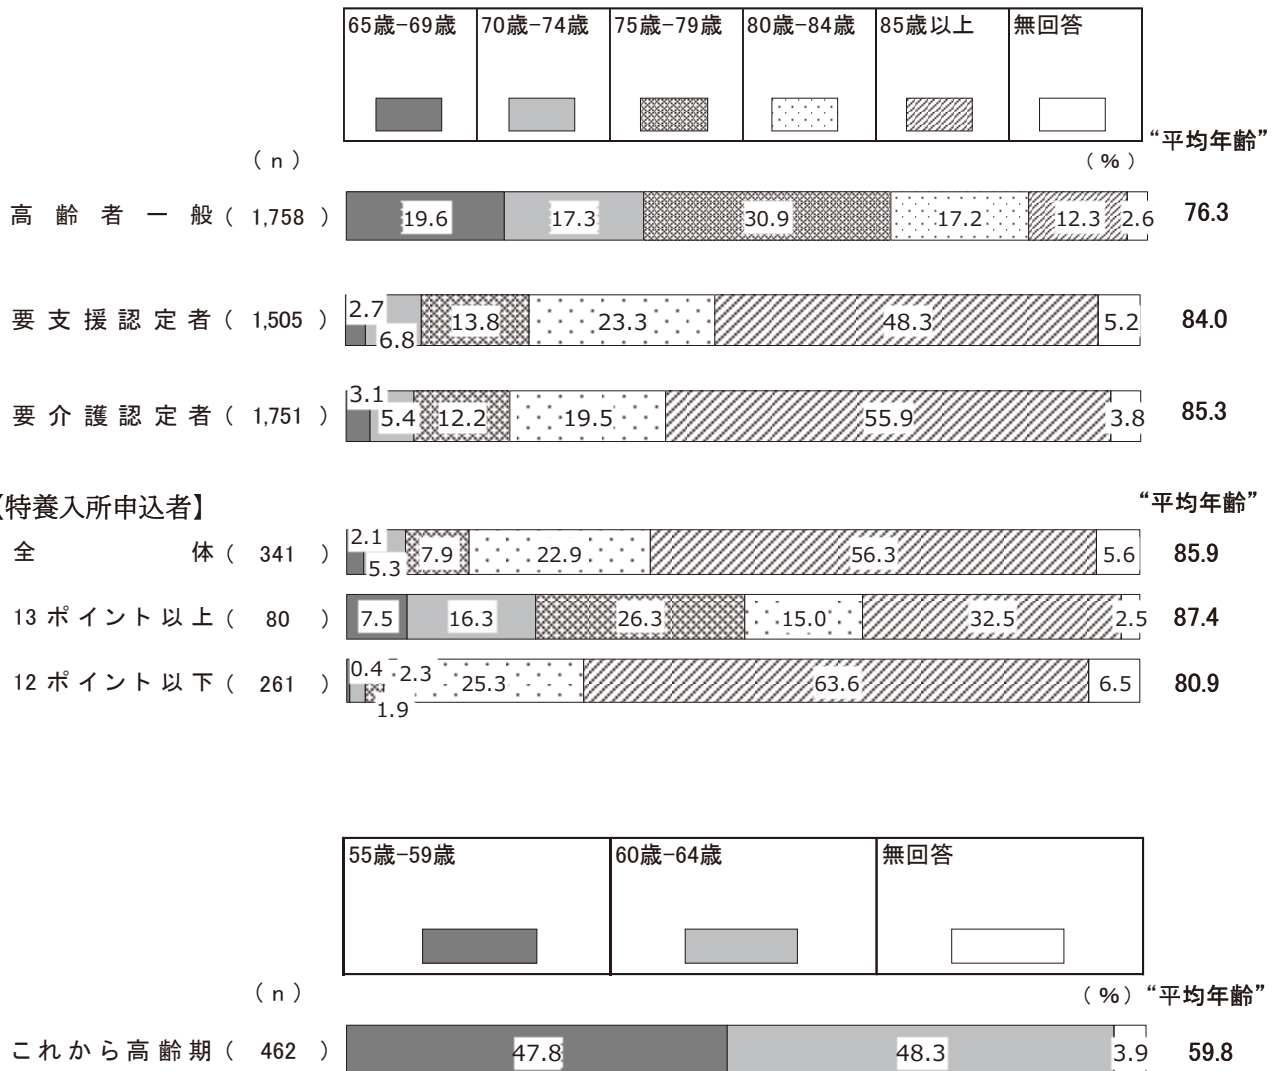 65歳-69歳 70歳-74歳 75歳-79歳 80歳-84歳 85歳以上 無回答
“平均年齢”
（n） （%）
高齢者一般（ 1,758 ） 19.6 17.3 30.9 17.2 12.3 2.6 76.3
要支援認定者（ 1,505 ） 2.7 6.8 13.8 23.3 48.3 5.2 84.0
要介護認定者（ 1,751 ） 3.1 5.4 12.2 19.5 55.9 3.8 85.3
【特養入所申込者】 “平均年齢”
全体（ 341 ） 2.1 5.3 7.9 22.9 56.3 5.6 85.9
13ポイント以上（ 80 ） 7.5 16.3 26.3 15.0 32.5 2.5 87.4
12ポイント以下（ 261 ） 0.4 2.3 1.9 25.3 63.6 6.5 80.9
55歳-59歳 60歳-64歳 無回答
（n） （%） “平均年齢”
これから高齢期（ 462 ） 47.8 48.3 3.9 59.8